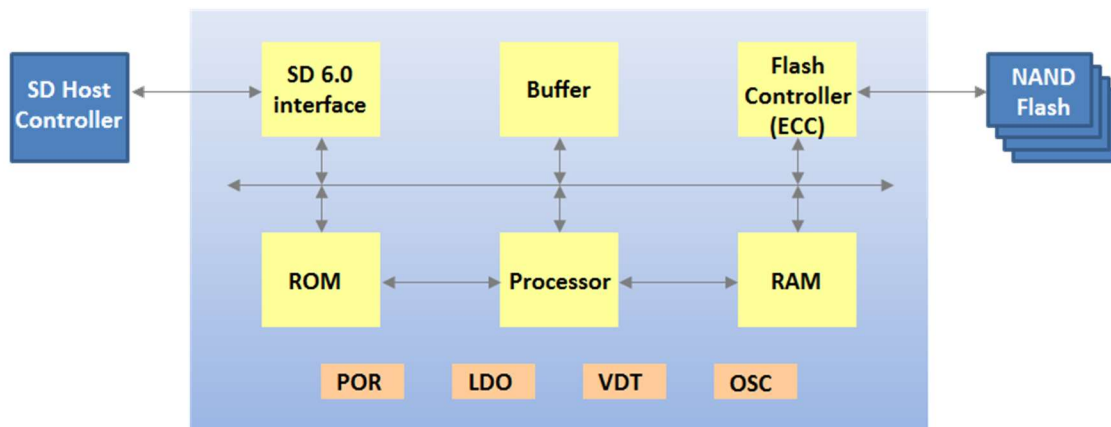 SD Host
Controller
SD 6.0
interface
Buffer
Flash
Controller
(ECC)
NAND
Flash
ROM
Processor
RAM
POR
LDO
VDT
OSC